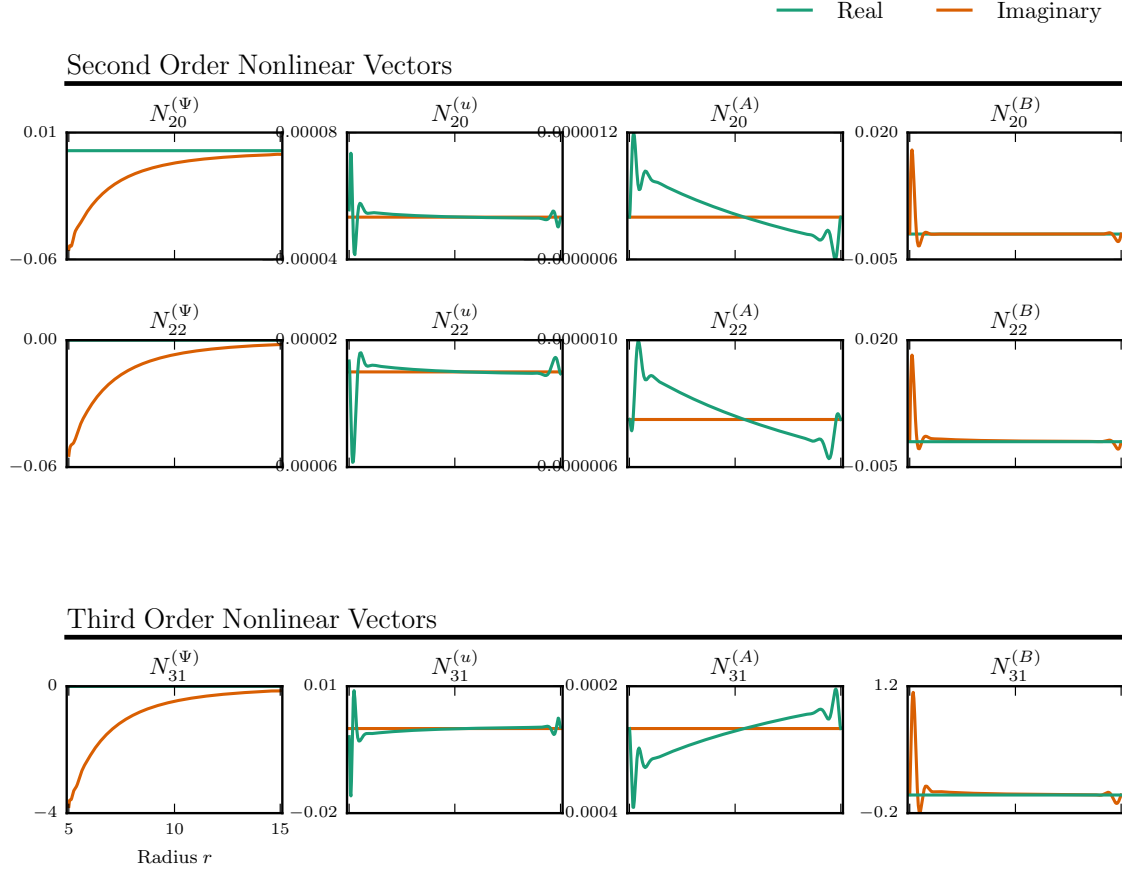 Real Imaginary
Second Order Nonlinear Vectors
N_{20}^{(Ψ)} N_{20}^{(u)} N_{20}^{(A)} N_{20}^{(B)}
0.01 0.00008 0.0000012 0.020
−0.06 0.00004 0.0000006 −0.005
N_{22}^{(Ψ)} N_{22}^{(u)} N_{22}^{(A)} N_{22}^{(B)}
0.00 0.00002 0.0000010 0.020
−0.06 0.00006 0.0000006 −0.005
Third Order Nonlinear Vectors
N_{31}^{(Ψ)} N_{31}^{(u)} N_{31}^{(A)} N_{31}^{(B)}
0 0.01 0.0002 1.2
−4 −0.02 0.0004 −0.2
5 10 15
Radius r